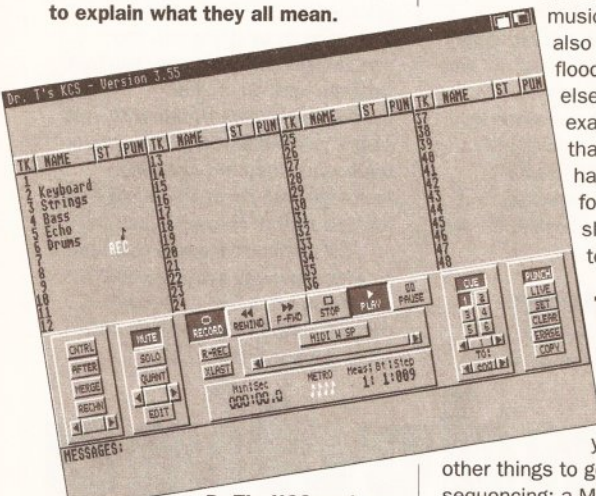 to explain what they all mean.
Dr. T's KCS - Version 3.55
TK NAME ST PUN TK NAME ST PUN TK NAME ST PUN TK NAME ST PUN
1 13 25 37
2 Keyboard 14 26 38
3 Strings 15 27 39
4 Bass 16 28 40
5 Echo 17 29 41
6 Drums 18 30 42
REC
7 19 31 43
8 20 32 44
9 21 33 45
10 22 34 46
11 23 35 47
12 24 36 48
CNTRL
AFTER
MERGE
RECHN
MUTE
SOLO
QUANT
EDIT
RECORD REWIND F-FWD STOP PLAY PAUSE
R-REC
XLAST
MIDI W SP
Min:Sec METRO Meas: Bt:Step
000:00.0 1: 1:009
CUE
1 2
3 4
5 6
TO:
end
PUNCH
LIVE
SET
CLEAR
ERASE
COPY
MESSAGES:
music
also
flood
else
exa
tha
ha
fo
sl
to
y
other things to g
sequencing: a M